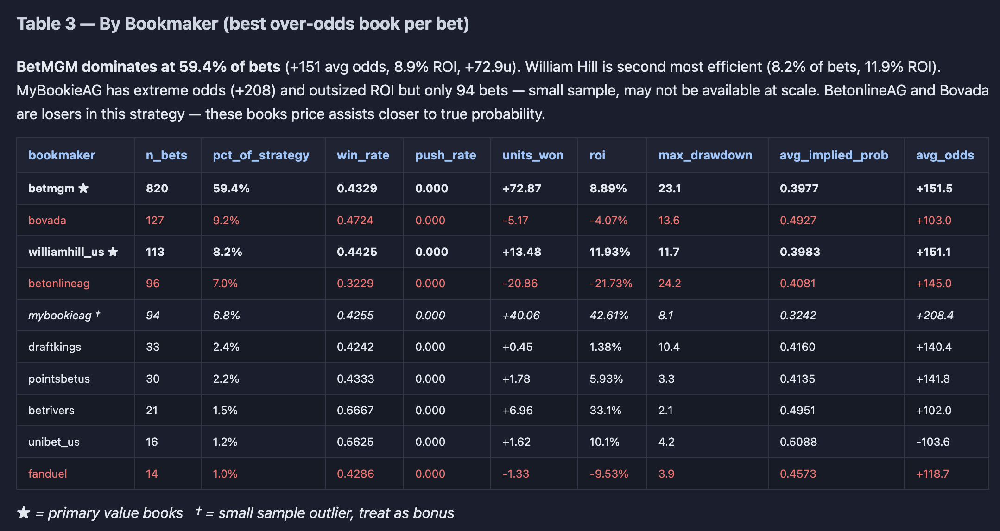 Table 3 — By Bookmaker (best over-odds book per bet)
BetMGM dominates at 59.4% of bets (+151 avg odds, 8.9% ROI, +72.9u). William Hill is second most efficient (8.2% of bets, 11.9% ROI).
MyBookieAG has extreme odds (+208) and outsized ROI but only 94 bets — small sample, may not be available at scale. BetonlineAG and Bovada
are losers in this strategy — these books price assists closer to true probability.
bookmaker n_bets pct_of_strategy win_rate push_rate units_won roi max_drawdown avg_implied_prob avg_odds
betmgm ★ 820 59.4% 0.4329 0.000 +72.87 8.89% 23.1 0.3977 +151.5
bovada 127 9.2% 0.4724 0.000 -5.17 -4.07% 13.6 0.4927 +103.0
williamhill_us ★ 113 8.2% 0.4425 0.000 +13.48 11.93% 11.7 0.3983 +151.1
betonlineag 96 7.0% 0.3229 0.000 -20.86 -21.73% 24.2 0.4081 +145.0
mybookieag † 94 6.8% 0.4255 0.000 +40.06 42.61% 8.1 0.3242 +208.4
draftkings 33 2.4% 0.4242 0.000 +0.45 1.38% 10.4 0.4160 +140.4
pointsbetus 30 2.2% 0.4333 0.000 +1.78 5.93% 3.3 0.4135 +141.8
betrivers 21 1.5% 0.6667 0.000 +6.96 33.1% 2.1 0.4951 +102.0
unibet_us 16 1.2% 0.5625 0.000 +1.62 10.1% 4.2 0.5088 -103.6
fanduel 14 1.0% 0.4286 0.000 -1.33 -9.53% 3.9 0.4573 +118.7
★ = primary value books † = small sample outlier, treat as bonus